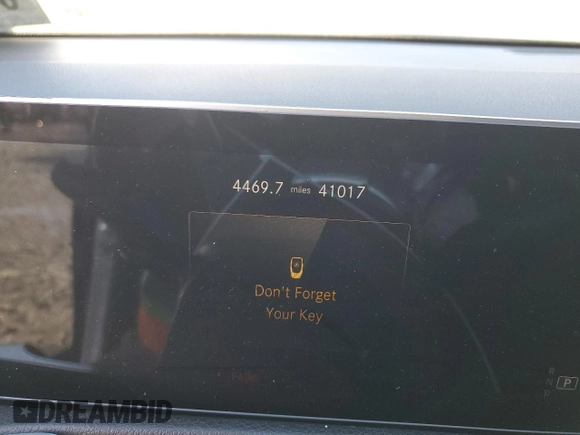 4469.7 miles 41017
Don't Forget
Your Key
R
N
P
DREAMBID